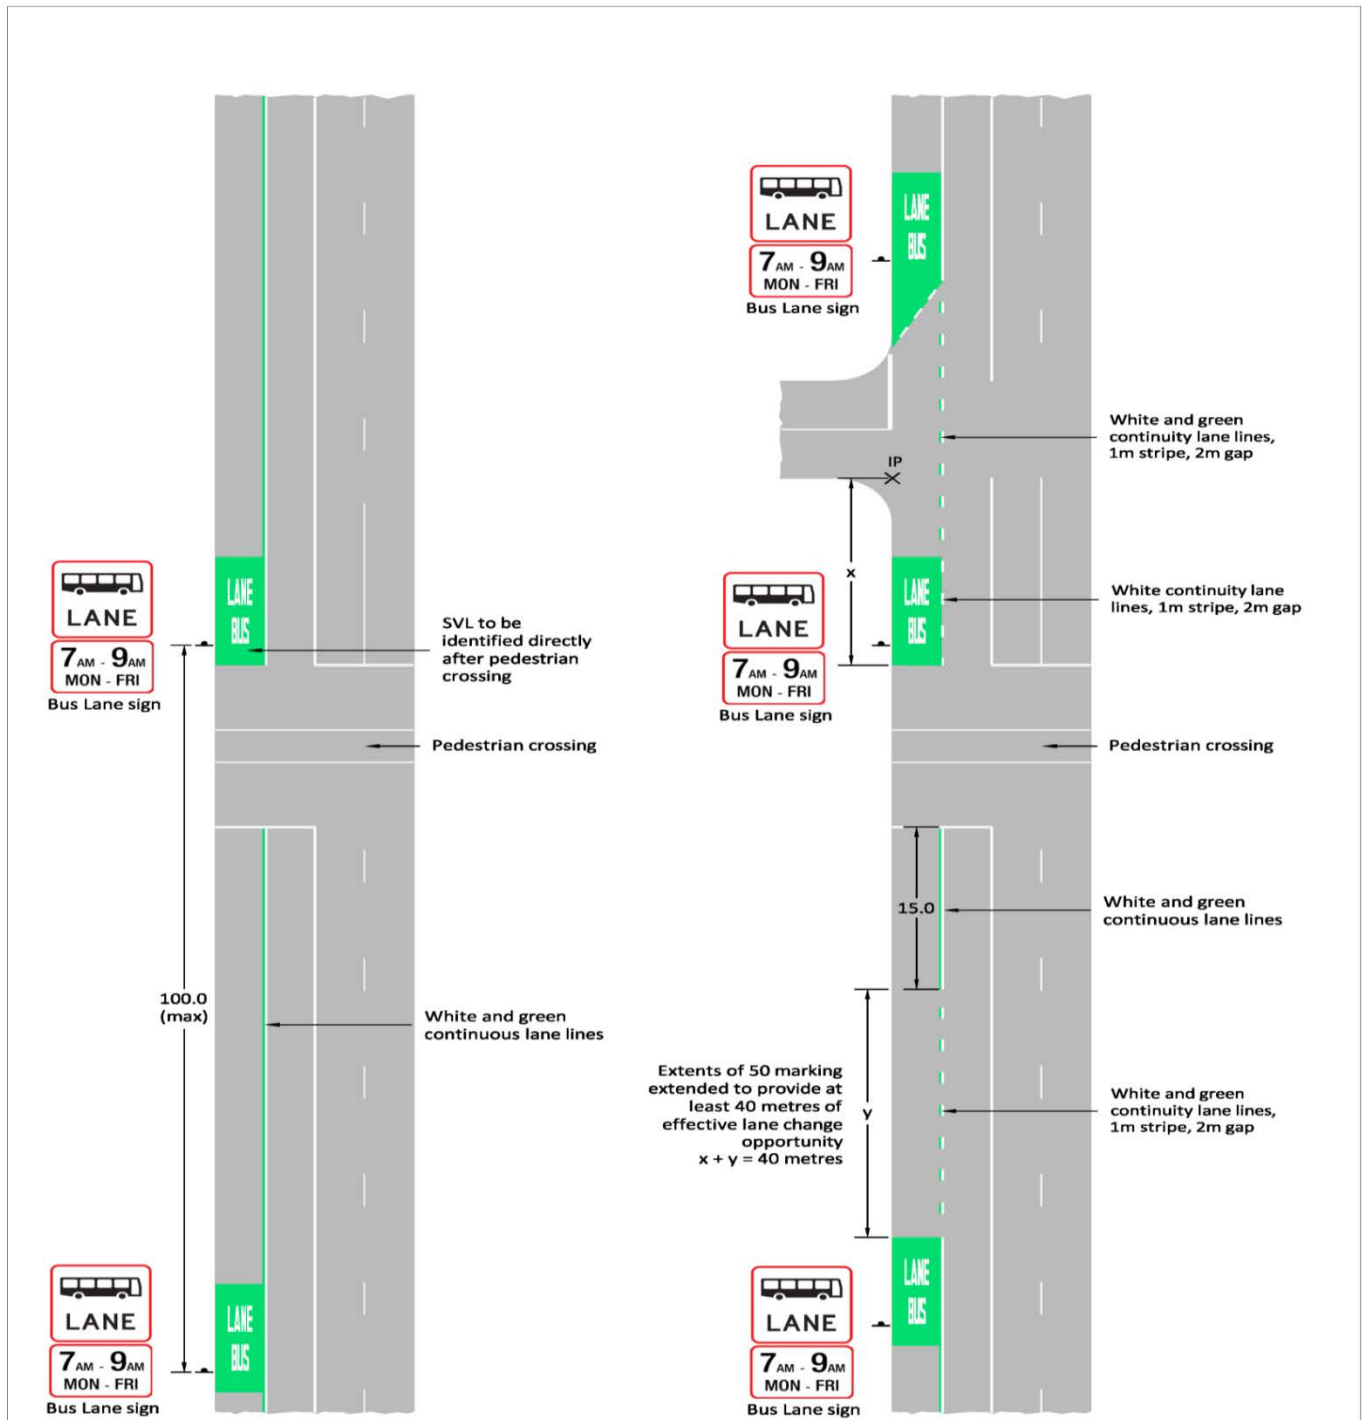 LANE
BUS
LANE
7AM - 9AM
MON - FRI
Bus Lane sign
SVL to be
identified directly
after pedestrian
crossing
Pedestrian crossing
100.0
(max)
White and green
continuous lane lines
LANE
BUS
LANE
7AM - 9AM
MON - FRI
Bus Lane sign
LANE
7AM - 9AM
MON - FRI
Bus Lane sign
LANE
BUS
White and green
continuity lane lines,
1m stripe, 2m gap
IP
x
LANE
7AM - 9AM
MON - FRI
Bus Lane sign
LANE
BUS
White continuity lane
lines, 1m stripe, 2m gap
Pedestrian crossing
15.0
White and green
continuous lane lines
Extents of 50 marking
extended to provide at
least 40 metres of
effective lane change
opportunity
x + y = 40 metres
y
White and green
continuity lane lines,
1m stripe, 2m gap
LANE
BUS
LANE
7AM - 9AM
MON - FRI
Bus Lane sign